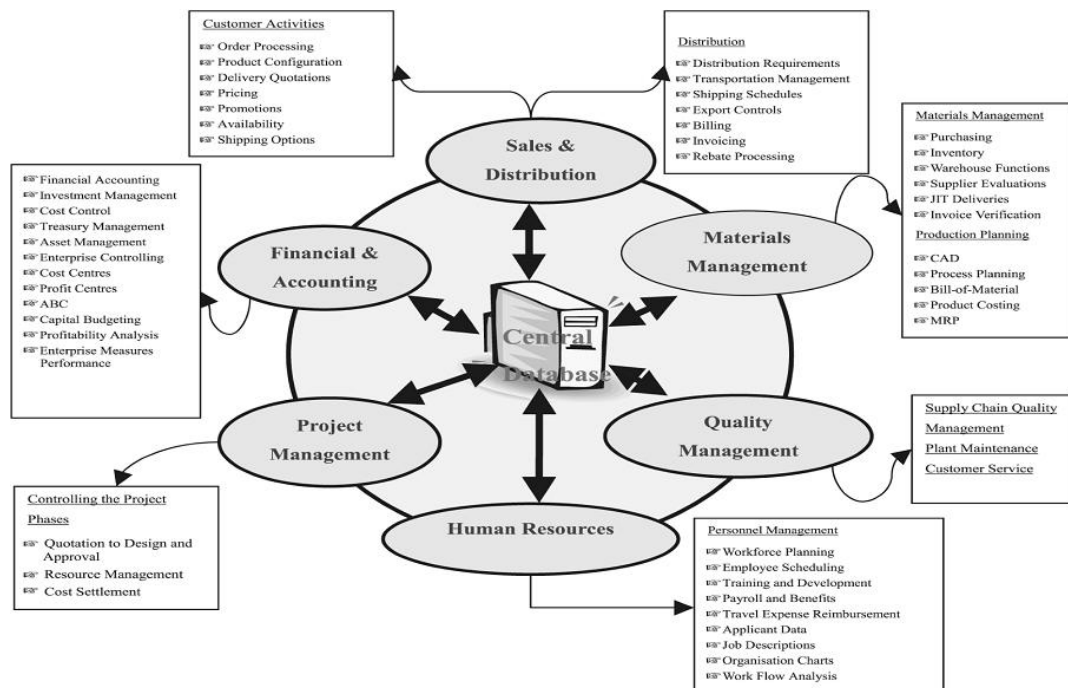 Customer Activities
Order Processing
Product Configuration
Delivery Quotations
Pricing
Promotions
Availability
Shipping Options
Distribution
Distribution Requirements
Transportation Management
Shipping Schedules
Export Controls
Billing
Invoicing
Rebate Processing
Materials Management
Purchasing
Inventory
Warehouse Functions
Supplier Evaluations
JIT Deliveries
Invoice Verification
Production Planning
CAD
Process Planning
Bill-of-Material
Product Costing
MRP
Financial Accounting
Investment Management
Cost Control
Treasury Management
Asset Management
Enterprise Controlling
Cost Centres
Profit Centres
ABC
Capital Budgeting
Profitability Analysis
Enterprise Measures
Performance
Sales &
Distribution
Financial &
Accounting
Materials
Management
Central
Database
Project
Management
Quality
Management
Human Resources
Supply Chain Quality
Management
Plant Maintenance
Customer Service
Controlling the Project
Phases
Quotation to Design and
Approval
Resource Management
Cost Settlement
Personnel Management
Workforce Planning
Employee Scheduling
Training and Development
Payroll and Benefits
Travel Expense Reimbursement
Applicant Data
Job Descriptions
Organisation Charts
Work Flow Analysis